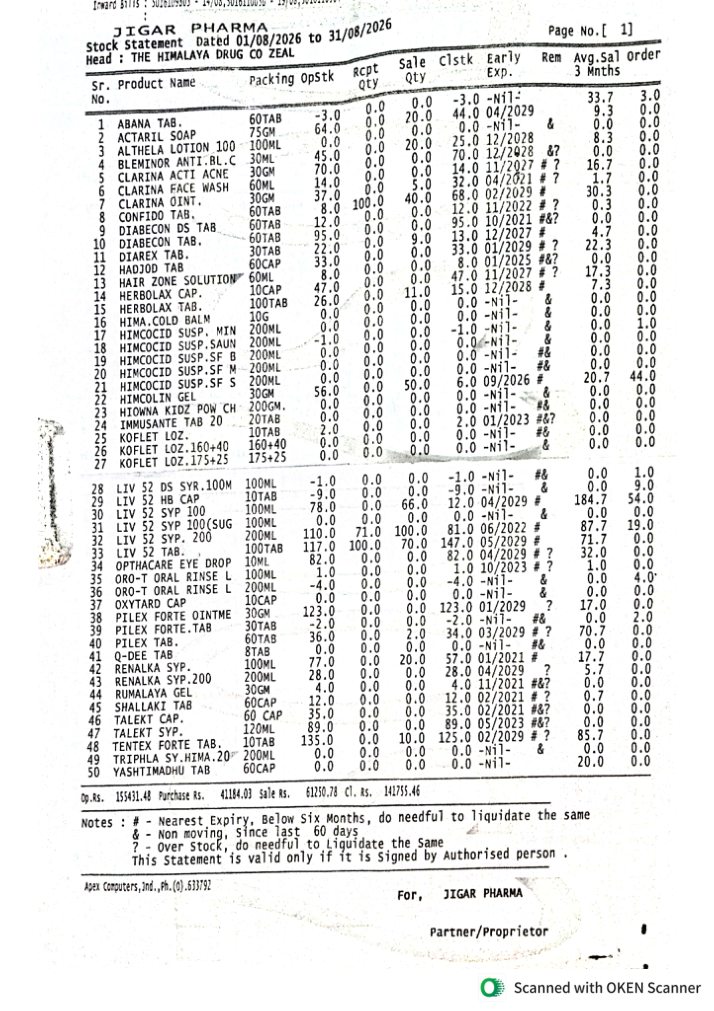 JIGAR PHARMA
Page No.[ 1]
Stock Statement Dated 01/08/2026 to 31/08/2026
Head : THE HIMALAYA DRUG CO ZEAL
Sr. Product Name Packing OpStk Rcpt Sale Clstk Early Rem Avg.Sal Order
No. Qty Qty Exp. 3 Mnths
1 ABANA TAB. 60TAB -3.0 0.0 0.0 -3.0 -Nil- 33.7 3.0
2 ACTARIL SOAP 75GM 64.0 0.0 20.0 44.0 04/2029 9.3 0.0
3 ALTHELA LOTION 100 100ML 0.0 0.0 0.0 0.0 -Nil- & 0.0 0.0
4 BLEMINOR ANTI.BL.C 30ML 45.0 0.0 20.0 25.0 12/2028 8.3 0.0
5 CLARINA ACTI ACNE 30GM 70.0 0.0 0.0 70.0 12/2028 &? 0.0 0.0
6 CLARINA FACE WASH 60ML 14.0 0.0 0.0 14.0 11/2027 # ? 16.7 0.0
7 CLARINA OINT. 30GM 37.0 0.0 5.0 32.0 04/2021 # ? 1.7 0.0
8 CONFIDO TAB. 60TAB 8.0 100.0 40.0 68.0 02/2029 # 30.3 0.0
9 DIABECON DS TAB 60TAB 12.0 0.0 0.0 12.0 11/2022 # ? 0.3 0.0
10 DIABECON TAB. 60TAB 95.0 0.0 0.0 95.0 10/2021 #&? 0.0 0.0
11 DIAREX TAB. 30TAB 22.0 0.0 9.0 13.0 12/2027 # 4.7 0.0
12 HADJOD TAB 60CAP 33.0 0.0 0.0 33.0 01/2029 # ? 22.3 0.0
13 HAIR ZONE SOLUTION 60ML 8.0 0.0 0.0 8.0 01/2025 #&? 0.0 0.0
14 HERBOLAX CAP. 10CAP 47.0 0.0 0.0 47.0 11/2027 # ? 17.3 0.0
15 HERBOLAX TAB. 100TAB 26.0 0.0 11.0 15.0 12/2028 # 7.3 0.0
16 HIMA.COLD BALM 10G 0.0 0.0 0.0 0.0 -Nil- & 0.0 0.0
17 HIMCOCID SUSP. MIN 200ML 0.0 0.0 0.0 0.0 -Nil- & 0.0 0.0
18 HIMCOCID SUSP.SAUN 200ML -1.0 0.0 0.0 -1.0 -Nil- & 0.0 1.0
19 HIMCOCID SUSP.SF B 200ML 0.0 0.0 0.0 0.0 -Nil- & 0.0 0.0
20 HIMCOCID SUSP.SF M 200ML 0.0 0.0 0.0 0.0 -Nil- #& 0.0 0.0
21 HIMCOCID SUSP.SF S 200ML 0.0 0.0 0.0 0.0 -Nil- #& 0.0 0.0
22 HIMCOLIN GEL 30GM 56.0 0.0 50.0 6.0 09/2026 # 20.7 44.0
23 HIOWNA KIDZ POW CH 200GM. 0.0 0.0 0.0 0.0 -Nil- & 0.0 0.0
24 IMMUSANTE TAB 20 20TAB 0.0 0.0 0.0 0.0 -Nil- #& 0.0 0.0
25 KOFLET LOZ. 10TAB 2.0 0.0 0.0 2.0 01/2023 #&? 0.0 0.0
26 KOFLET LOZ.160+40 160+40 0.0 0.0 0.0 0.0 -Nil- #& 0.0 0.0
27 KOFLET LOZ.175+25 175+25 0.0 0.0 0.0 0.0 -Nil- & 0.0 0.0
28 LIV 52 DS SYR.100M 100ML -1.0 0.0 0.0 -1.0 -Nil- #& 0.0 1.0
29 LIV 52 HB CAP 10TAB -9.0 0.0 0.0 -9.0 -Nil- & 0.0 9.0
30 LIV 52 SYP 100 100ML 78.0 0.0 66.0 12.0 04/2029 # 184.7 54.0
31 LIV 52 SYP 100(SUG 100ML 0.0 0.0 0.0 0.0 -Nil- & 0.0 0.0
32 LIV 52 SYP. 200 200ML 110.0 71.0 100.0 81.0 06/2022 # 87.7 19.0
33 LIV 52 TAB. 100TAB 117.0 100.0 70.0 147.0 05/2029 # 71.7 0.0
34 OPTHACARE EYE DROP 10ML 82.0 0.0 0.0 82.0 04/2029 # ? 32.0 0.0
35 ORO-T ORAL RINSE L 100ML 1.0 0.0 0.0 1.0 10/2023 # ? 1.0 0.0
36 ORO-T ORAL RINSE L 200ML -4.0 0.0 0.0 -4.0 -Nil- & 0.0 4.0
37 OXYTARD CAP 10CAP 0.0 0.0 0.0 0.0 -Nil- & 0.0 0.0
38 PILEX FORTE OINTME 30GM 123.0 0.0 0.0 123.0 01/2029 ? 17.0 0.0
39 PILEX FORTE.TAB 30TAB -2.0 0.0 0.0 -2.0 -Nil- #& 0.0 2.0
40 PILEX TAB. 60TAB 36.0 0.0 2.0 34.0 03/2029 # ? 70.7 0.0
41 Q-DEE TAB 8TAB 0.0 0.0 0.0 0.0 -Nil- #& 0.0 0.0
42 RENALKA SYP. 100ML 77.0 0.0 20.0 57.0 01/2021 # 17.7 0.0
43 RENALKA SYP.200 200ML 28.0 0.0 0.0 28.0 04/2029 ? 5.7 0.0
44 RUMALAYA GEL 30GM 4.0 0.0 0.0 4.0 11/2021 #&? 0.0 0.0
45 SHALLAKI TAB 60CAP 12.0 0.0 0.0 12.0 02/2021 # ? 0.7 0.0
46 TALEKT CAP. 60 CAP 35.0 0.0 0.0 35.0 02/2021 #&? 0.0 0.0
47 TALEKT SYP. 120ML 89.0 0.0 0.0 89.0 05/2023 #&? 0.0 0.0
48 TENTEX FORTE TAB. 10TAB 135.0 0.0 10.0 125.0 02/2029 # ? 85.7 0.0
49 TRIPHLA SY.HIMA.20 200ML 0.0 0.0 0.0 0.0 -Nil- & 0.0 0.0
50 YASHTIMADHU TAB 60CAP 0.0 0.0 0.0 0.0 -Nil- 20.0 0.0
Op.Rs. 155431.48 Purchase Rs. 41184.03 Sale Rs. 61250.78 Cl. Rs. 141755.46
Notes : # - Nearest Expiry, Below Six Months, do needful to liquidate the same
& - Non moving, Since last 60 days
? - Over Stock, do needful to Liquidate the Same
This Statement is valid only if it is Signed by Authorised person .
Apex Computers,Ind.,Ph.(O).633792
For, JIGAR PHARMA
Partner/Proprietor
Scanned with OKEN Scanner